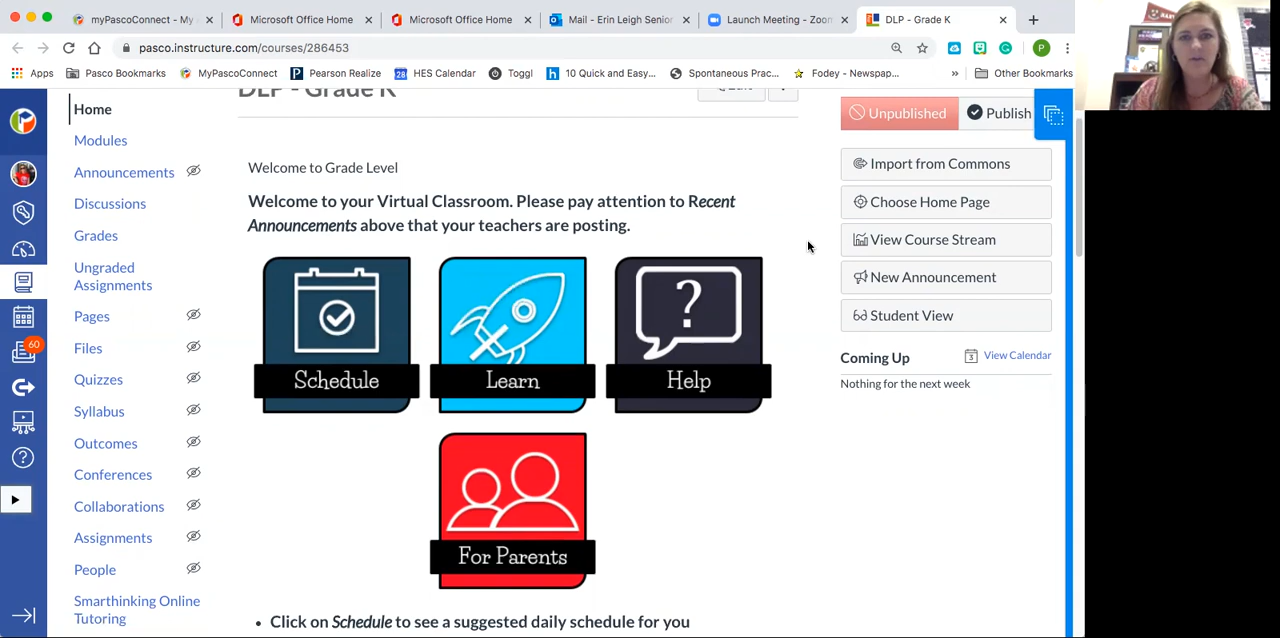 myPascoConnect - My A
Microsoft Office Home
Microsoft Office Home
Mail - Erin Leigh Senior
Launch Meeting - Zoom
DLP - Grade K
pasco.instructure.com/courses/286453
P
Apps
Pasco Bookmarks
MyPascoConnect
P
Pearson Realize
28
HES Calendar
Toggl
h
10 Quick and Easy...
Spontaneous Prac...
Fodey - Newspap...
»
Other Bookmarks
DLP - Grade K
Edit
Home
Modules
Announcements
Discussions
Grades
Ungraded
Assignments
Pages
Files
Quizzes
Syllabus
Outcomes
Conferences
Collaborations
Assignments
People
Smarthinking Online
Tutoring
60
Welcome to Grade Level
Welcome to your Virtual Classroom. Please pay attention to Recent
Announcements above that your teachers are posting.
Schedule
Learn
?
Help
For Parents
• Click on Schedule to see a suggested daily schedule for you
Unpublished
Publish
Import from Commons
Choose Home Page
View Course Stream
New Announcement
Student View
Coming Up
3
View Calendar
Nothing for the next week